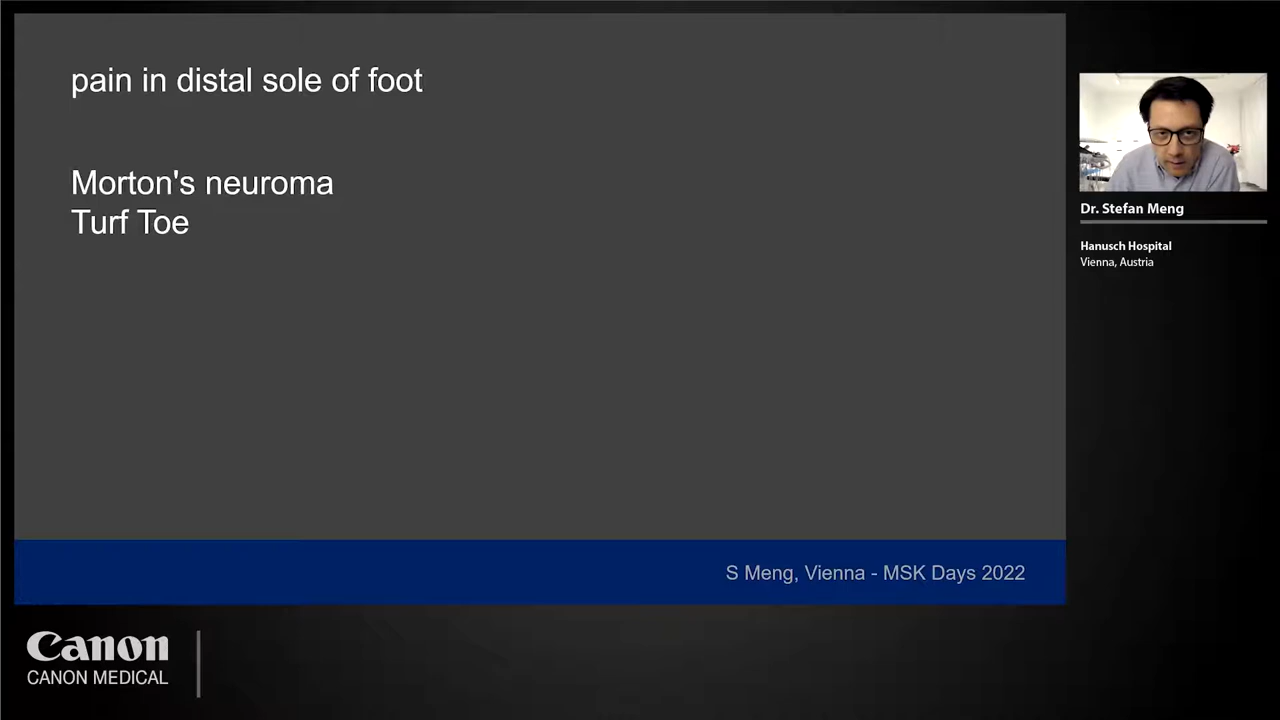 pain in distal sole of foot
Morton's neuroma
Turf Toe
S Meng, Vienna - MSK Days 2022
Dr. Stefan Meng
Hanusch Hospital
Vienna, Austria
Canon
CANON MEDICAL